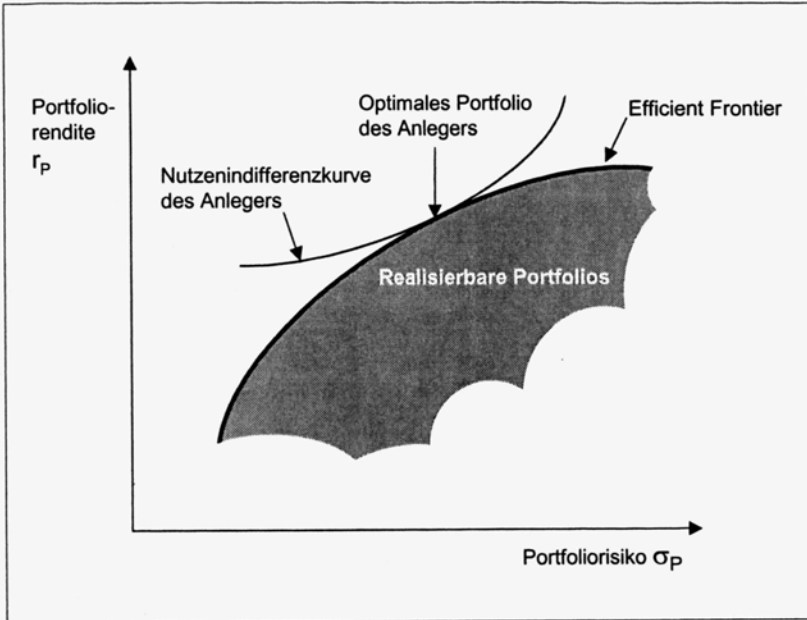 Portfolio-
rendite
rP
Optimales Portfolio
des Anlegers
Efficient Frontier
Nutzenindifferenzkurve
des Anlegers
Realisierbare Portfolios
Portfoliorisiko σP